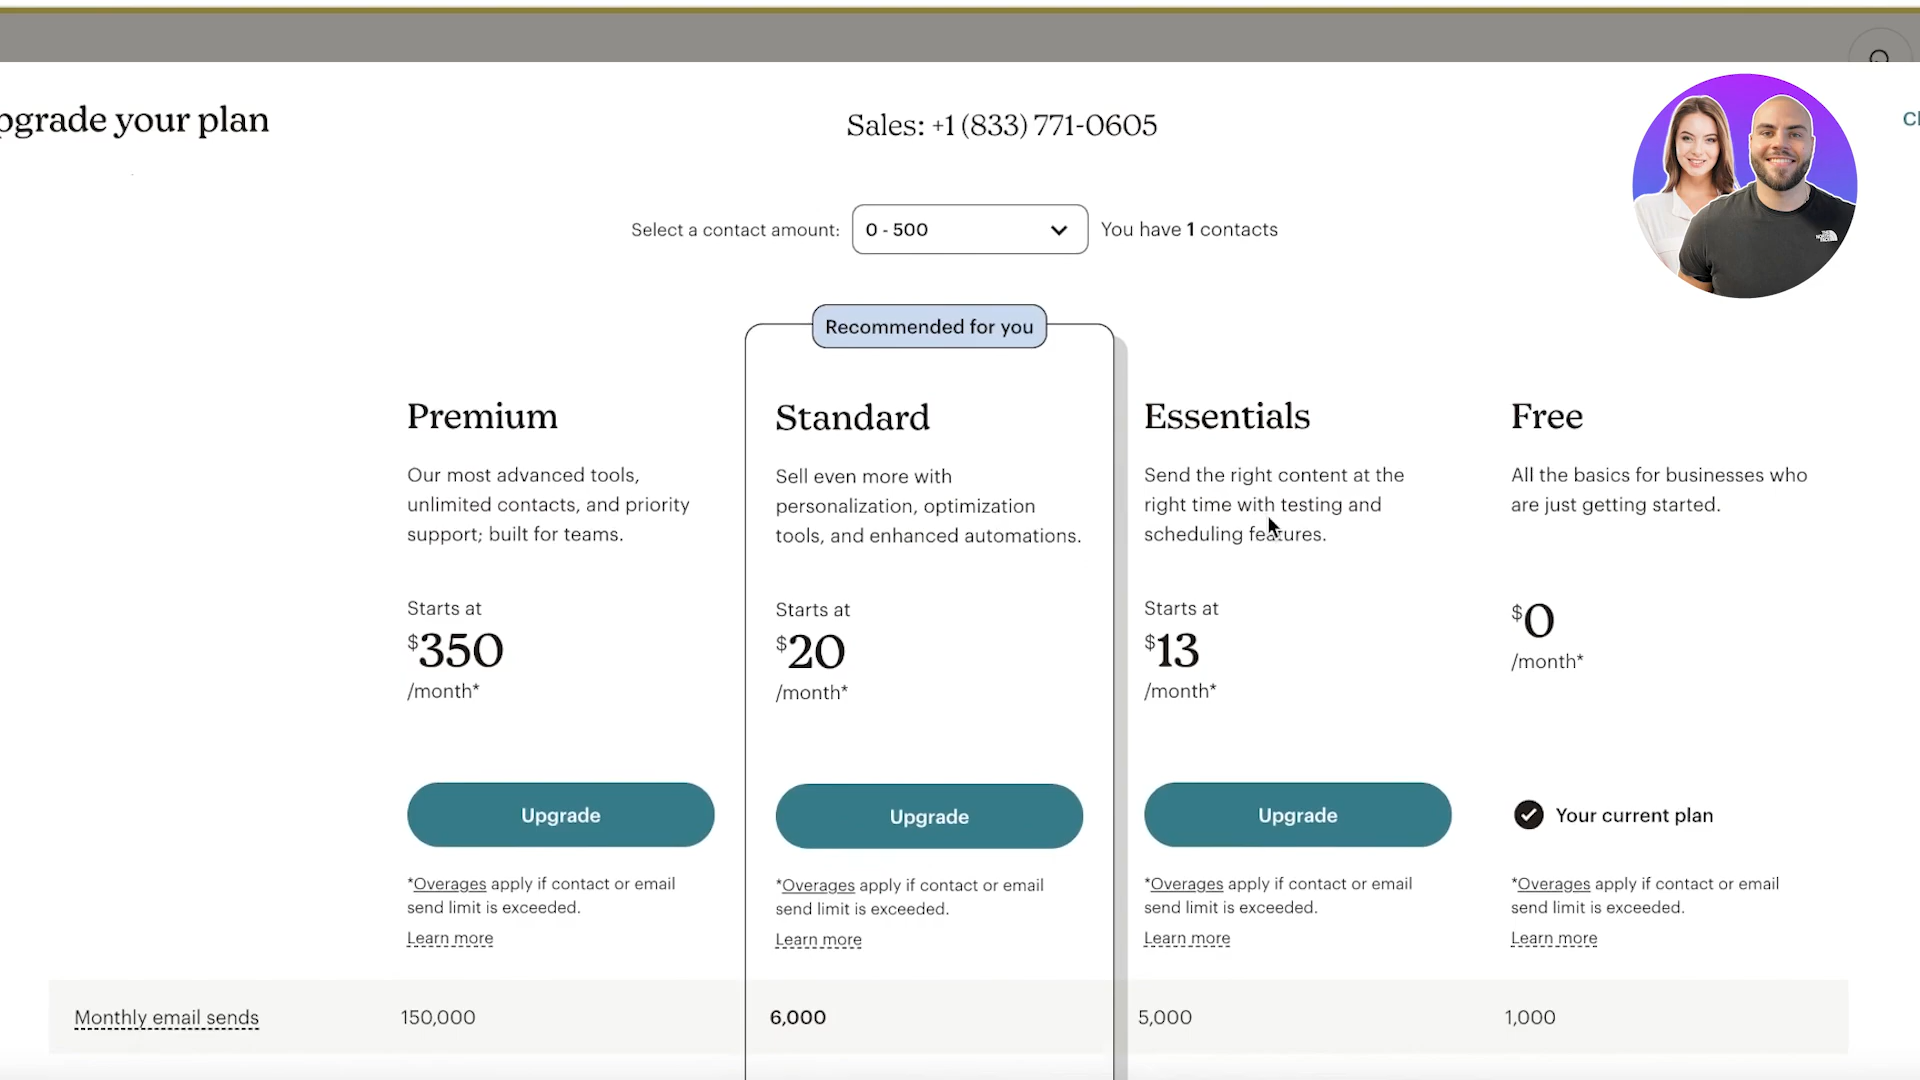 pgrade your plan
Sales: +1 (833) 771-0605
Select a contact amount: 0 - 500 You have 1 contacts
THE NORTH FACE
Recommended for you
Premium
Our most advanced tools,
unlimited contacts, and priority
support; built for teams.
Starts at
$350
/month*
Upgrade
*Overages apply if contact or email
send limit is exceeded.
Learn more
Standard
Sell even more with
personalization, optimization
tools, and enhanced automations.
Starts at
$20
/month*
Upgrade
*Overages apply if contact or email
send limit is exceeded.
Learn more
Essentials
Send the right content at the
right time with testing and
scheduling features.
Starts at
$13
/month*
Upgrade
*Overages apply if contact or email
send limit is exceeded.
Learn more
Free
All the basics for businesses who
are just getting started.
$0
/month*
Your current plan
*Overages apply if contact or email
send limit is exceeded.
Learn more
Monthly email sends 150,000 6,000 5,000 1,000